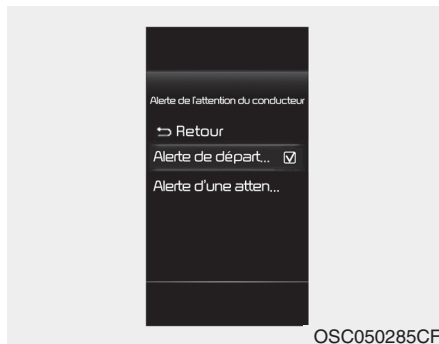 Alerte de l'attention du conducteur
Retour
Alerte de départ...
Alerte d'une atten...
OSC050285CF